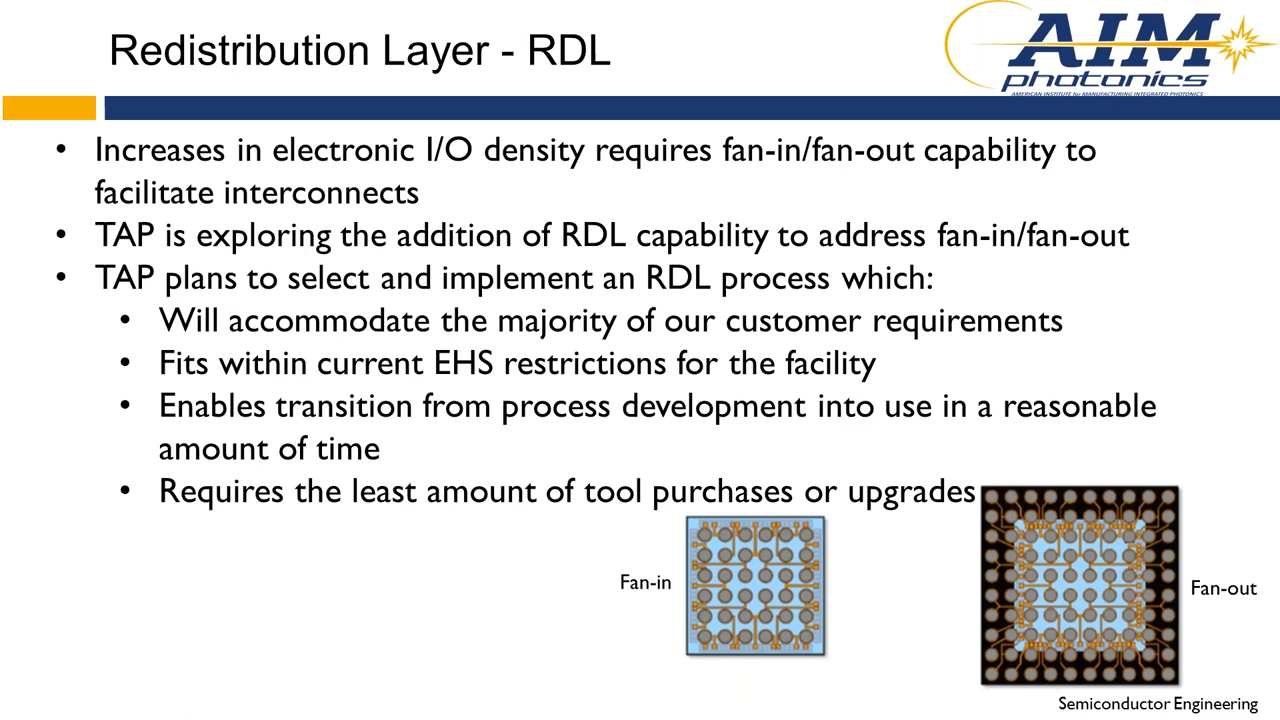 Redistribution Layer - RDL
AIM
photonics
AMERICAN INSTITUTE for MANUFACTURING INTEGRATED PHOTONICS
• Increases in electronic I/O density requires fan-in/fan-out capability to
facilitate interconnects
• TAP is exploring the addition of RDL capability to address fan-in/fan-out
• TAP plans to select and implement an RDL process which:
• Will accommodate the majority of our customer requirements
• Fits within current EHS restrictions for the facility
• Enables transition from process development into use in a reasonable
amount of time
• Requires the least amount of tool purchases or upgrades
Fan-in
Fan-out
Semiconductor Engineering